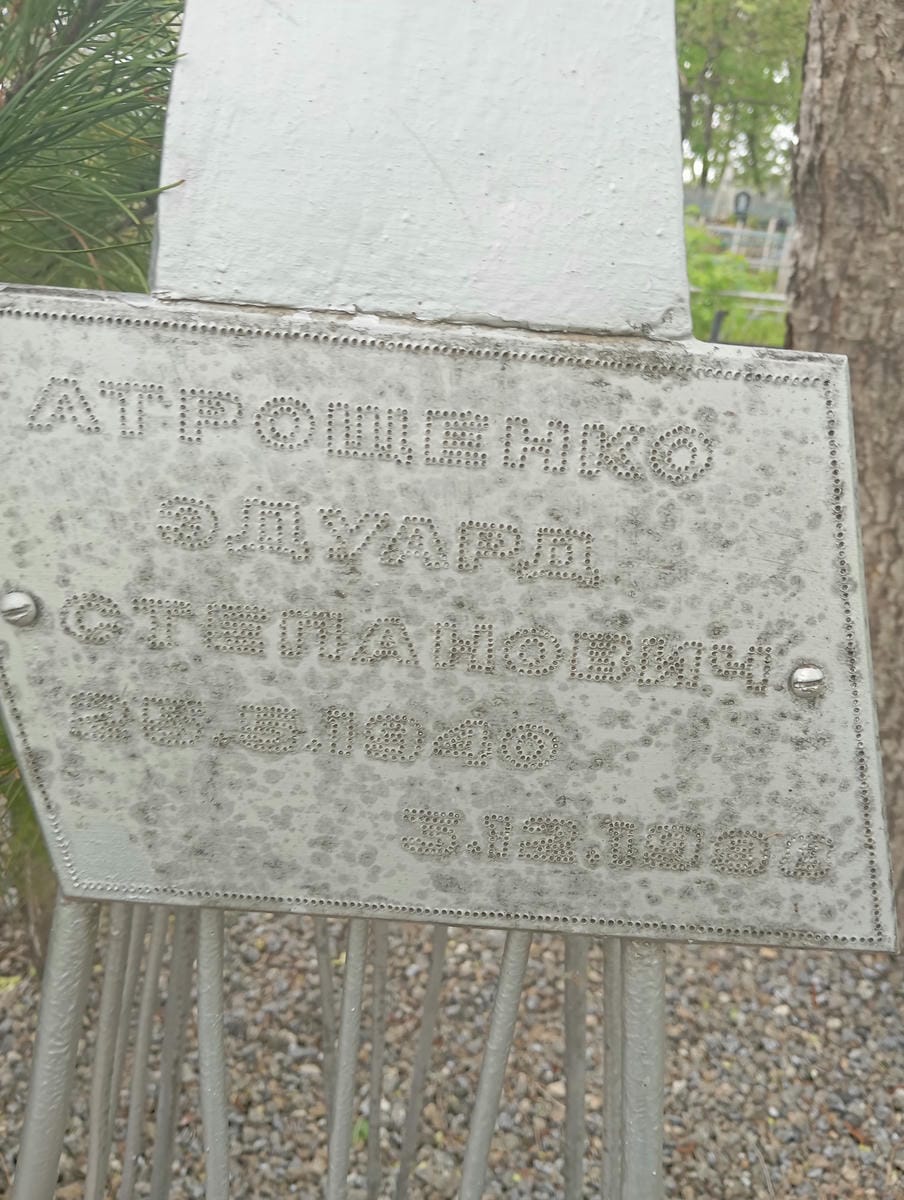 АТРОЩЕНКО
ЭДУАРД
СТЕПАНОВИЧ
23.5.1940